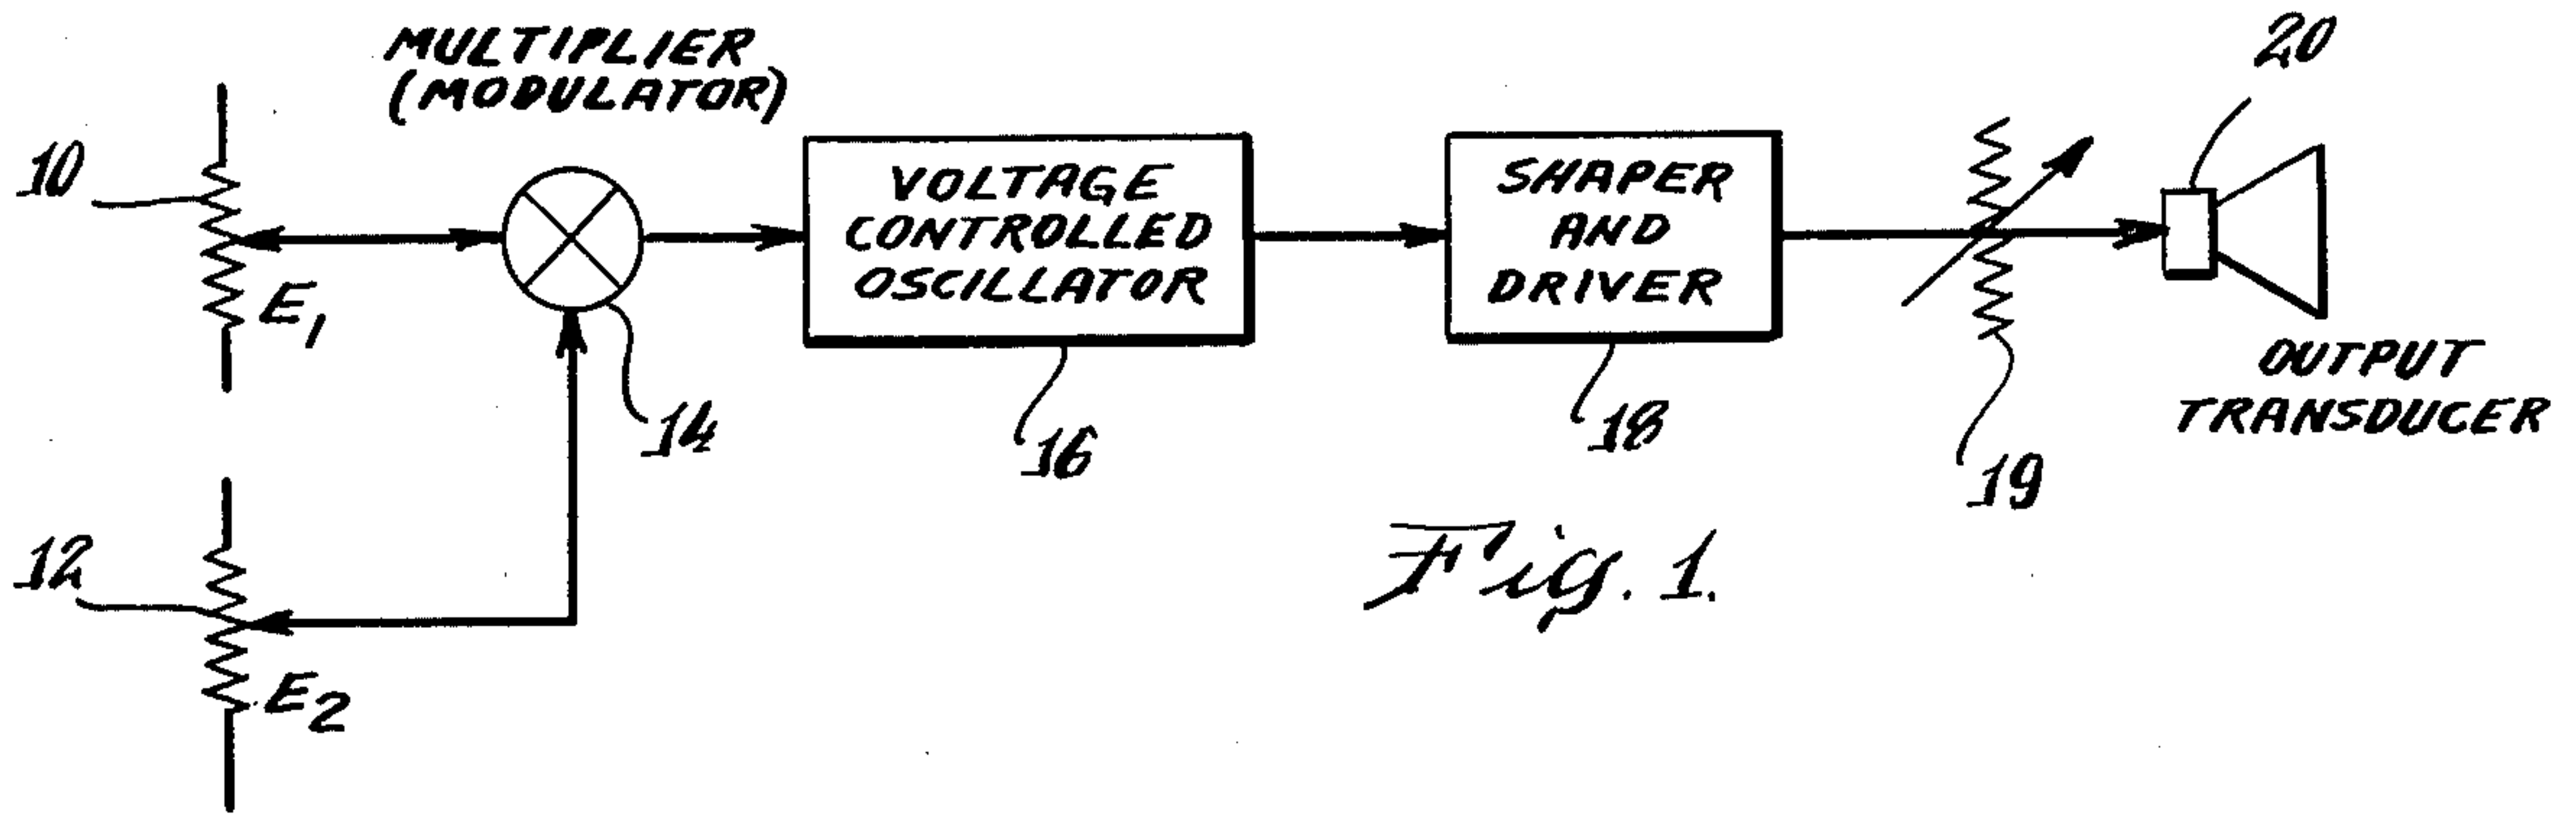 MULTIPLIER
(MODULATOR)
20
10
VOLTAGE
CONTROLLED
OSCILLATOR
SHAPER
AND
DRIVER
E1
OUTPUT
TRANSDUCER
14
16
18
19
12
E2
Fig. 1.